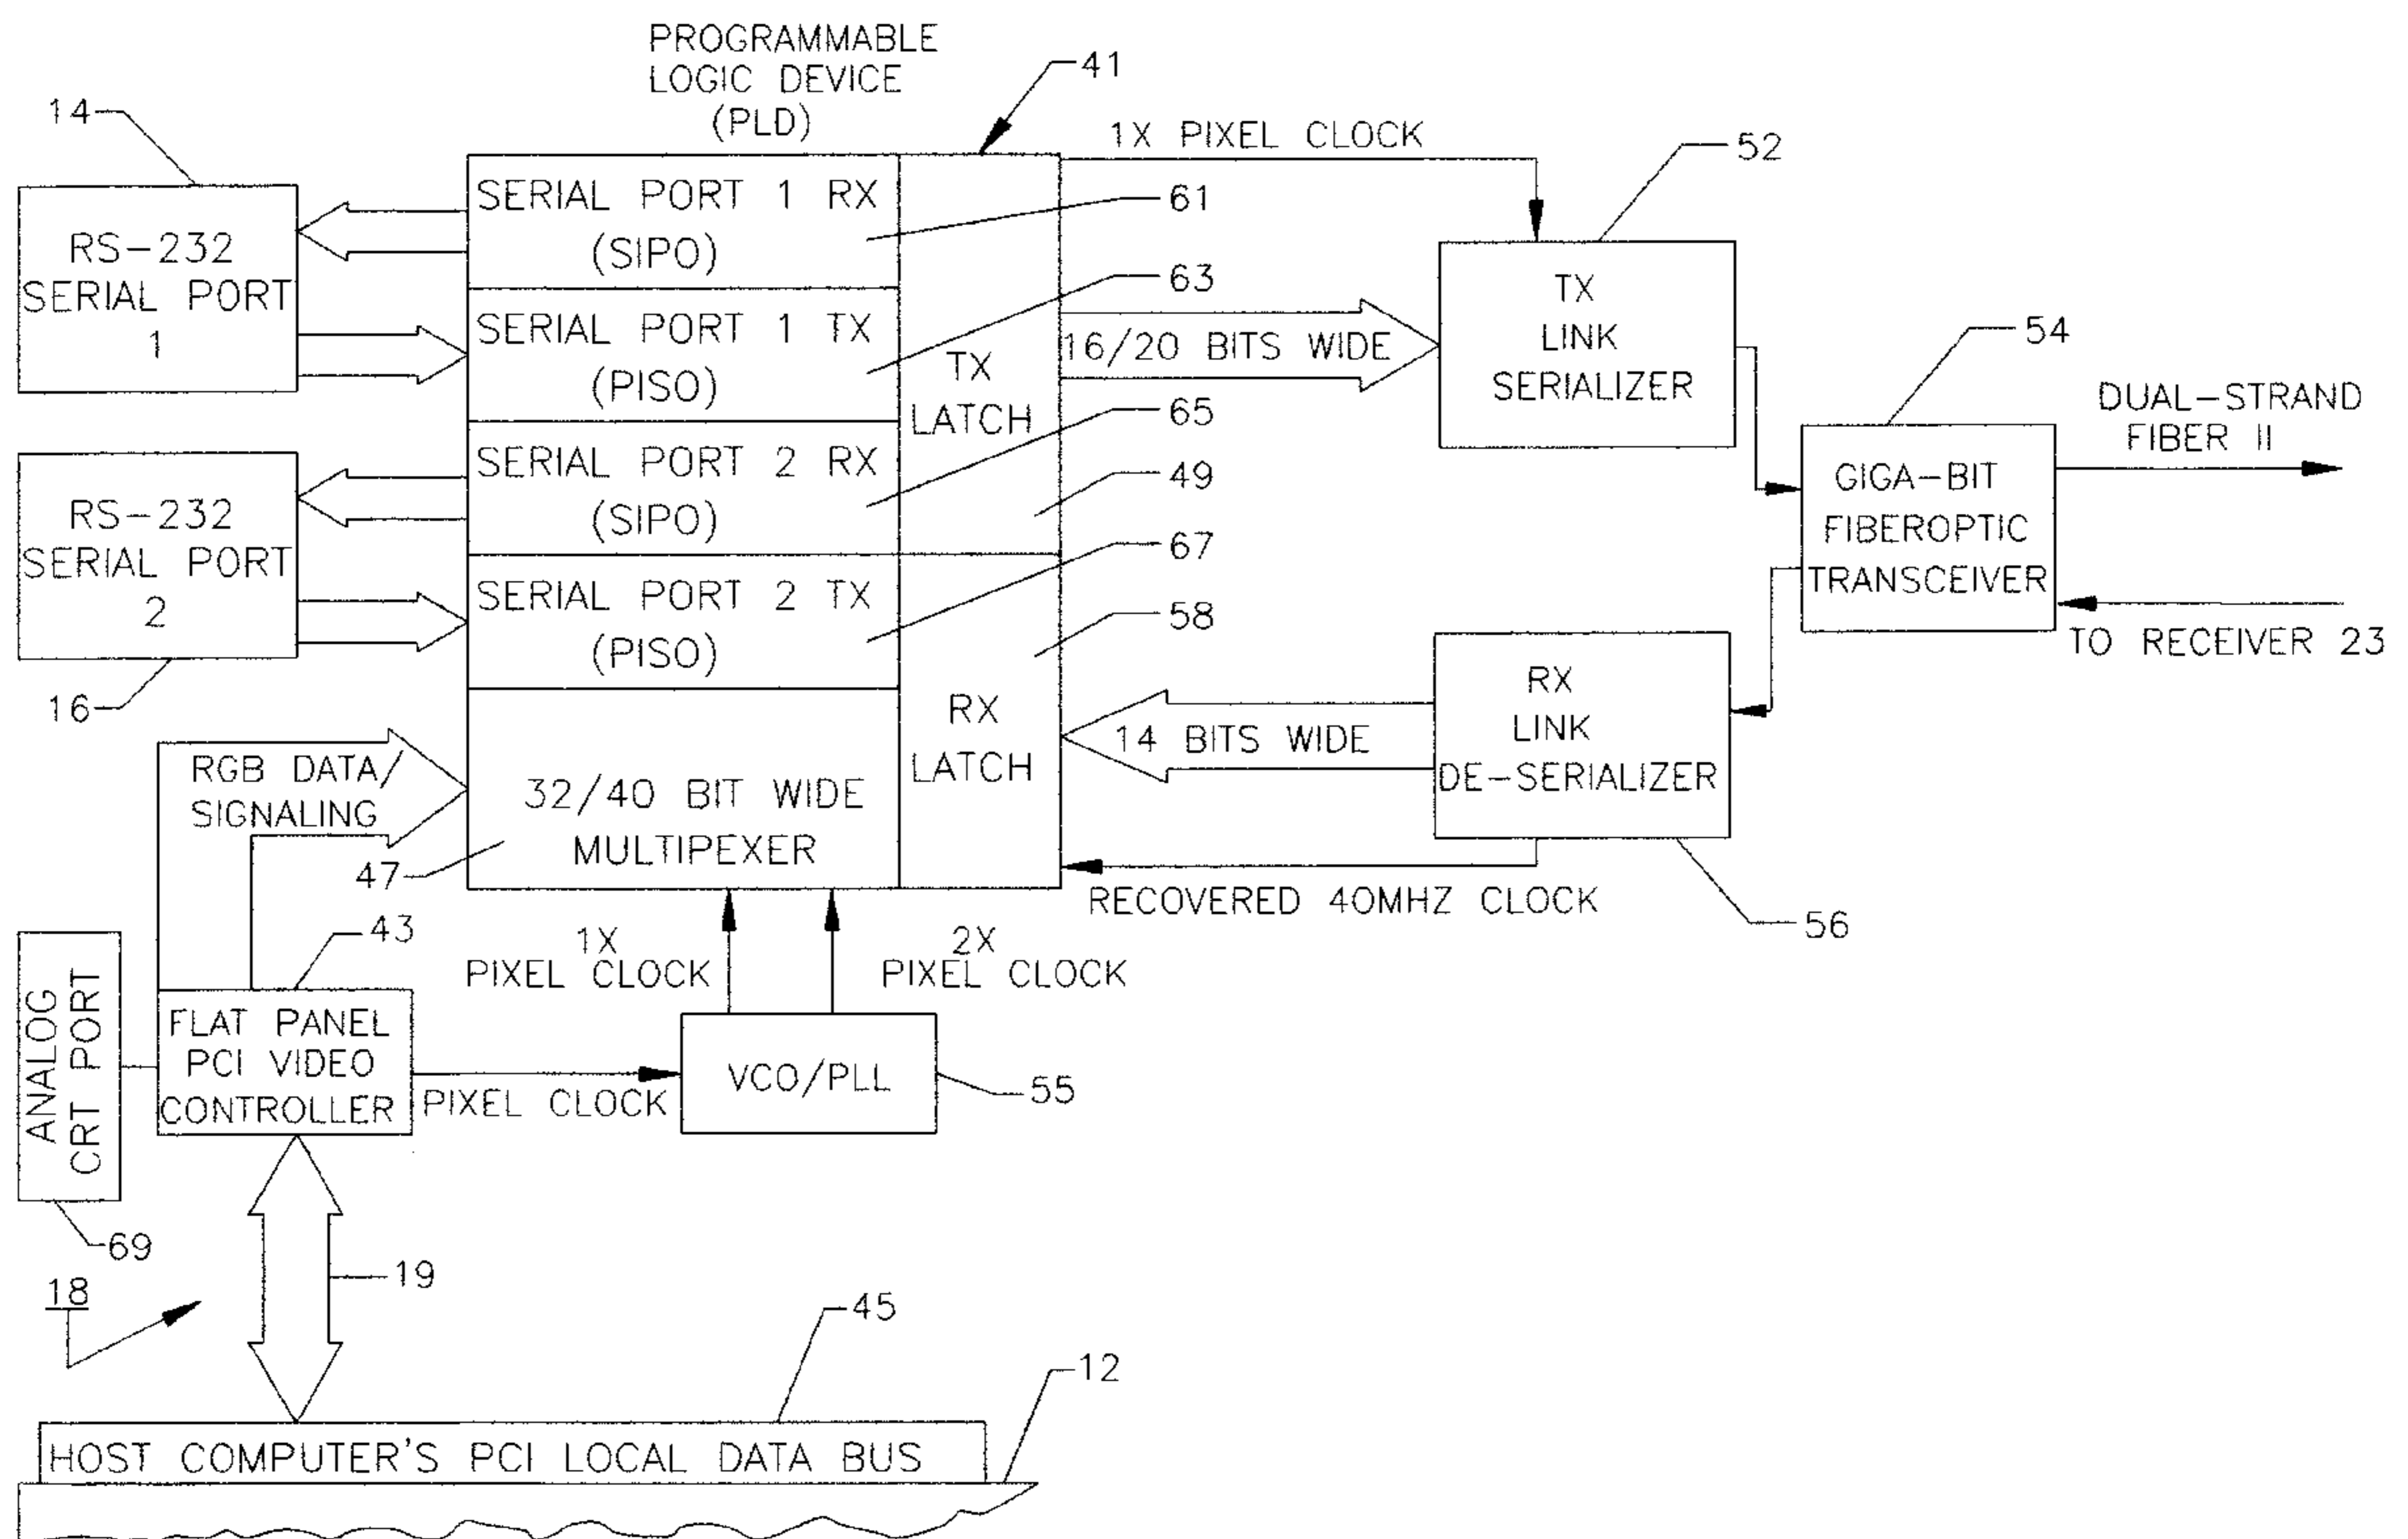 PROGRAMMABLE
LOGIC DEVICE
(PLD)
41
14
1X PIXEL CLOCK
52
RS-232
SERIAL PORT
1
SERIAL PORT 1 RX
(SIPO)
61
SERIAL PORT 1 TX
(PISO)
63
TX
LATCH
16/20 BITS WIDE
TX
LINK
SERIALIZER
54
DUAL-STRAND
FIBER 11
SERIAL PORT 2 RX
(SIPO)
65
49
RS-232
SERIAL PORT
2
16
SERIAL PORT 2 TX
(PISO)
67
58
GIGA-BIT
FIBEROPTIC
TRANSCEIVER
TO RECEIVER 23
RX
LATCH
14 BITS WIDE
RX
LINK
DE-SERIALIZER
RGB DATA/
SIGNALING
32/40 BIT WIDE
MULTIPEXER
47
RECOVERED 40MHZ CLOCK
56
43
1X
PIXEL CLOCK
2X
PIXEL CLOCK
ANALOG
CRT PORT
FLAT PANEL
PCI VIDEO
CONTROLLER
PIXEL CLOCK
VCO/PLL
55
69
18
19
45
12
HOST COMPUTER'S PCI LOCAL DATA BUS